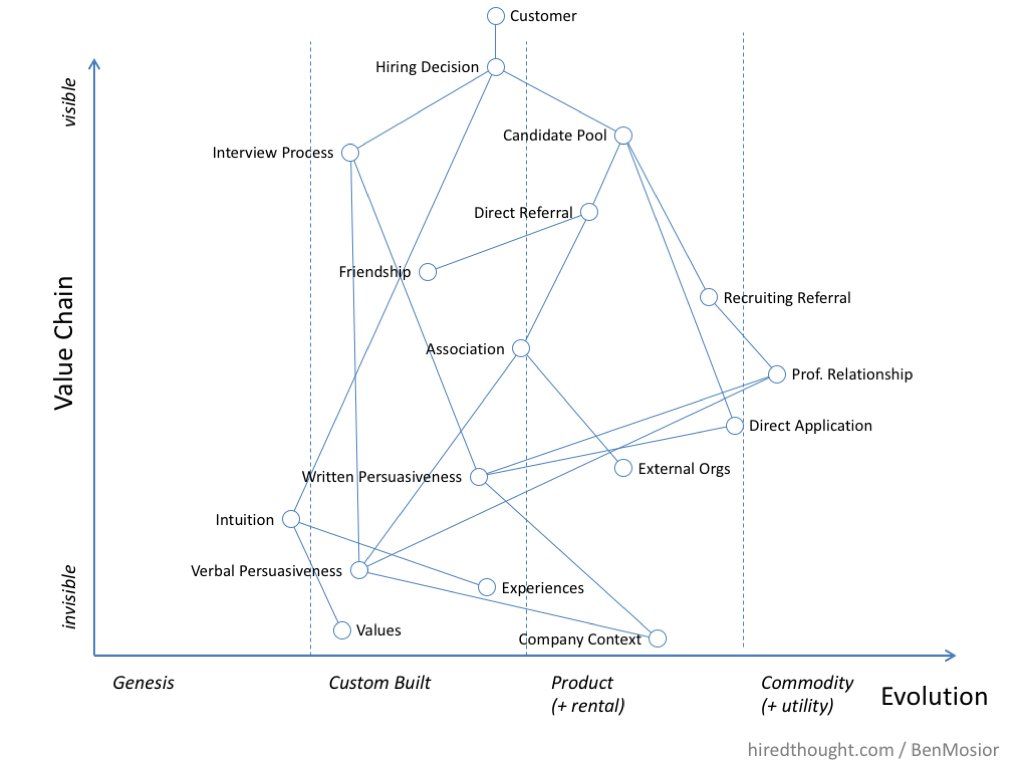 Customer
Hiring Decision
visible
Candidate Pool
Interview Process
Direct Referral
Friendship
Recruiting Referral
Value Chain
Association
Prof. Relationship
Direct Application
External Orgs
Written Persuasiveness
Intuition
Verbal Persuasiveness
Experiences
invisible
Values
Company Context
Genesis
Custom Built
Product
(+ rental)
Commodity
(+ utility)
Evolution
hiredthought.com / BenMosior